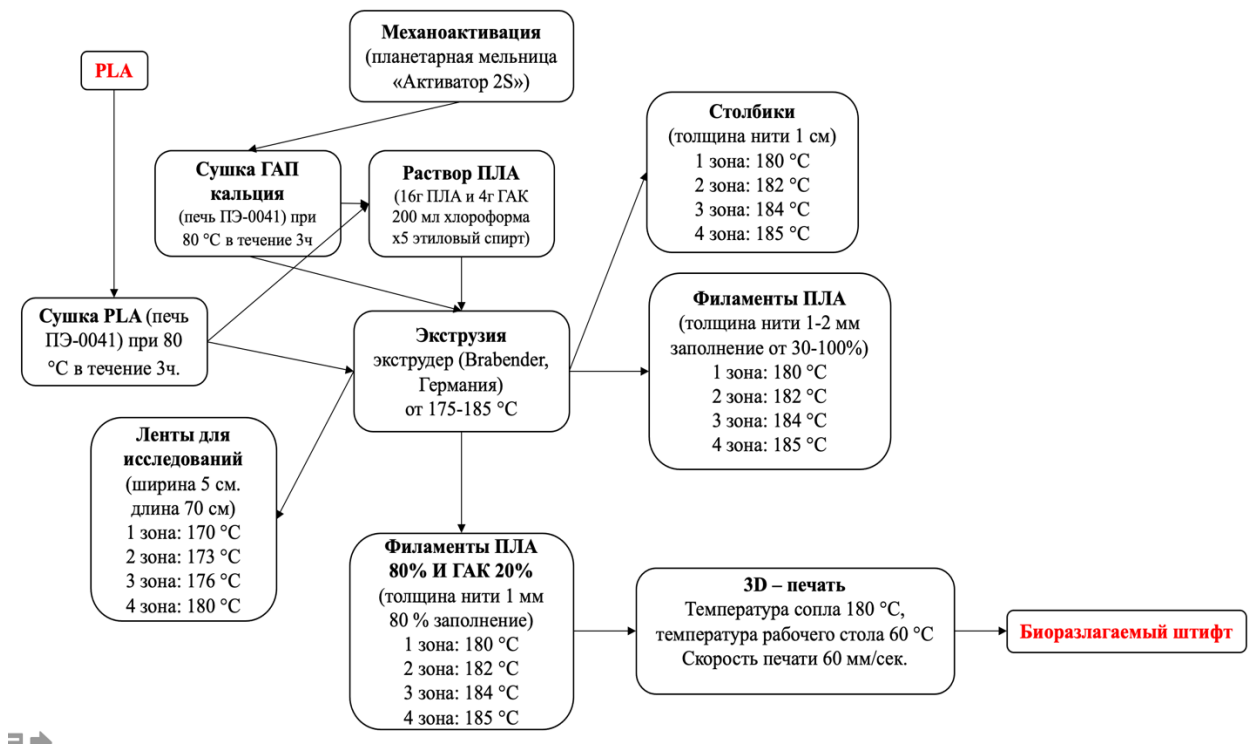 Механоактивация
(планетарная мельница
«Активатор 2S»)
PLA
Столбики
(толщина нити 1 см)
1 зона: 180 °C
2 зона: 182 °C
3 зона: 184 °C
4 зона: 185 °C
Сушка ГАП
кальция
(печь ПЭ-0041) при
80 °C в течение 3ч
Раствор ПЛА
(16г ПЛА и 4г ГАК
200 мл хлороформа
х5 этиловый спирт)
Сушка PLA (печь
ПЭ-0041) при 80
°C в течение 3ч.
Экструзия
экструдер (Brabender,
Германия)
от 175-185 °C
Филаменты ПЛА
(толщина нити 1-2 мм
заполнение от 30-100%)
1 зона: 180 °C
2 зона: 182 °C
3 зона: 184 °C
4 зона: 185 °C
Ленты для
исследований
(ширина 5 см.
длина 70 см)
1 зона: 170 °C
2 зона: 173 °C
3 зона: 176 °C
4 зона: 180 °C
Филаменты ПЛА
80% И ГАК 20%
(толщина нити 1 мм
80 % заполнение)
1 зона: 180 °C
2 зона: 182 °C
3 зона: 184 °C
4 зона: 185 °C
3D – печать
Температура сопла 180 °C,
температура рабочего стола 60 °C
Скорость печати 60 мм/сек.
Биоразлагаемый штифт